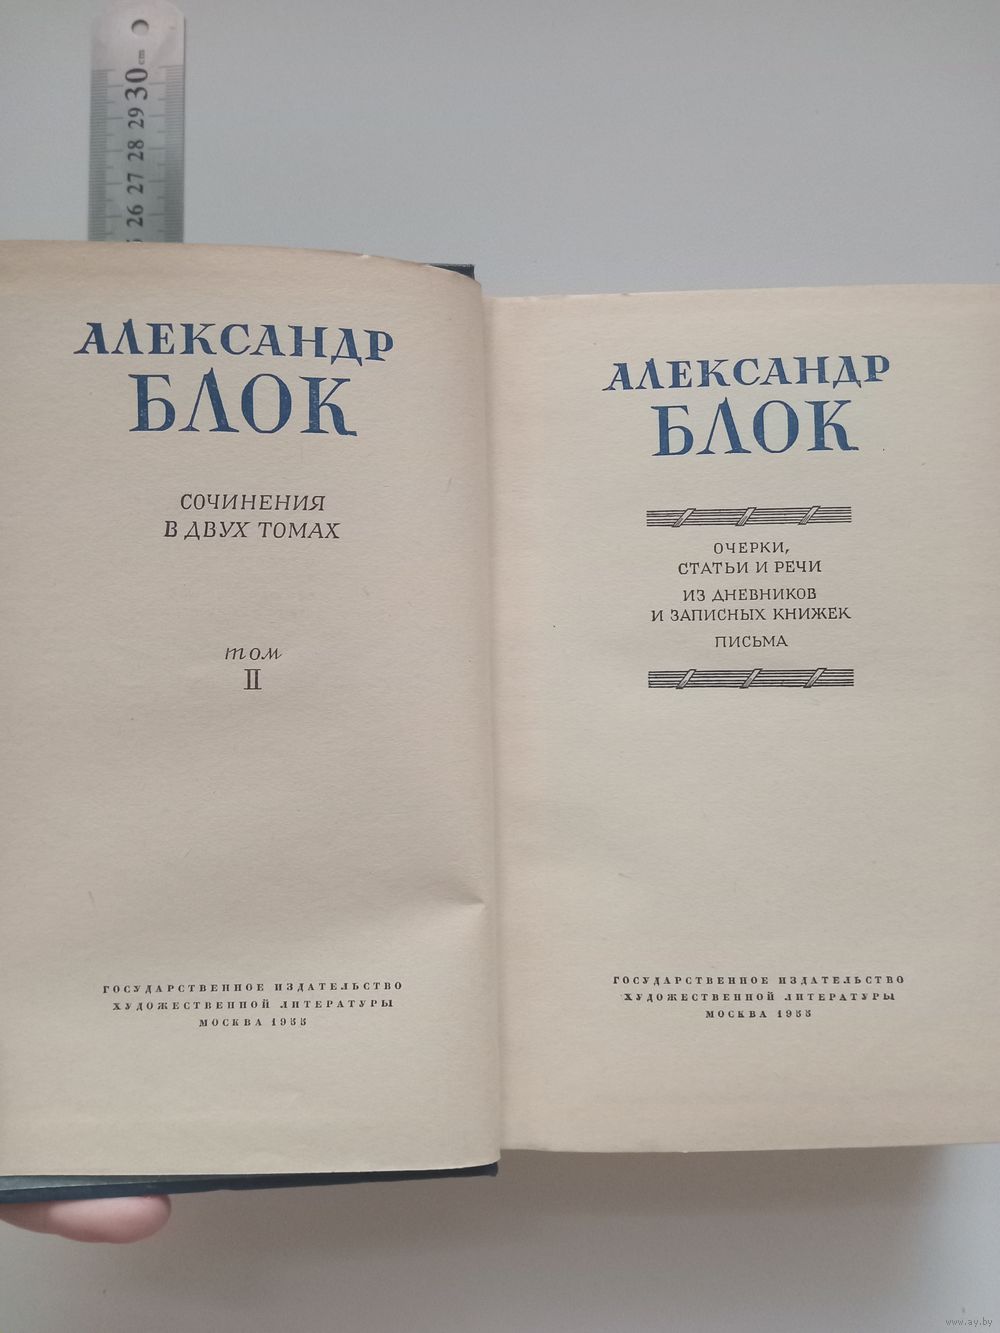 30 cm
29
28
27
26
АЛЕКСАНДР
БЛОК
СОЧИНЕНИЯ
В ДВУХ ТОМАХ
том
II
ГОСУДАРСТВЕННОЕ ИЗДАТЕЛЬСТВО
ХУДОЖЕСТВЕННОЙ ЛИТЕРАТУРЫ
МОСКВА 1955
АЛЕКСАНДР
БЛОК
ОЧЕРКИ,
СТАТЬИ И РЕЧИ
ИЗ ДНЕВНИКОВ
И ЗАПИСНЫХ КНИЖЕК
ПИСЬМА
ГОСУДАРСТВЕННОЕ ИЗДАТЕЛЬСТВО
ХУДОЖЕСТВЕННОЙ ЛИТЕРАТУРЫ
МОСКВА 1955
www.ay.by